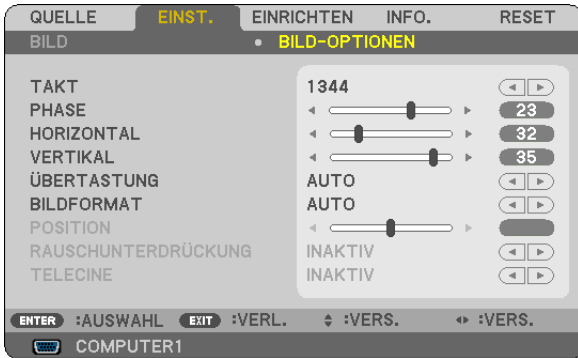 QUELLE EINST. EINRICHTEN INFO. RESET
BILD • BILD-OPTIONEN
TAKT 1344
PHASE 23
HORIZONTAL 32
VERTIKAL 35
ÜBERTASTUNG AUTO
BILDFORMAT AUTO
POSITION
RAUSCHUNTERDRÜCKUNG INAKTIV
TELECINE INAKTIV
ENTER :AUSWAHL EXIT :VERL. :VERS. :VERS.
COMPUTER1